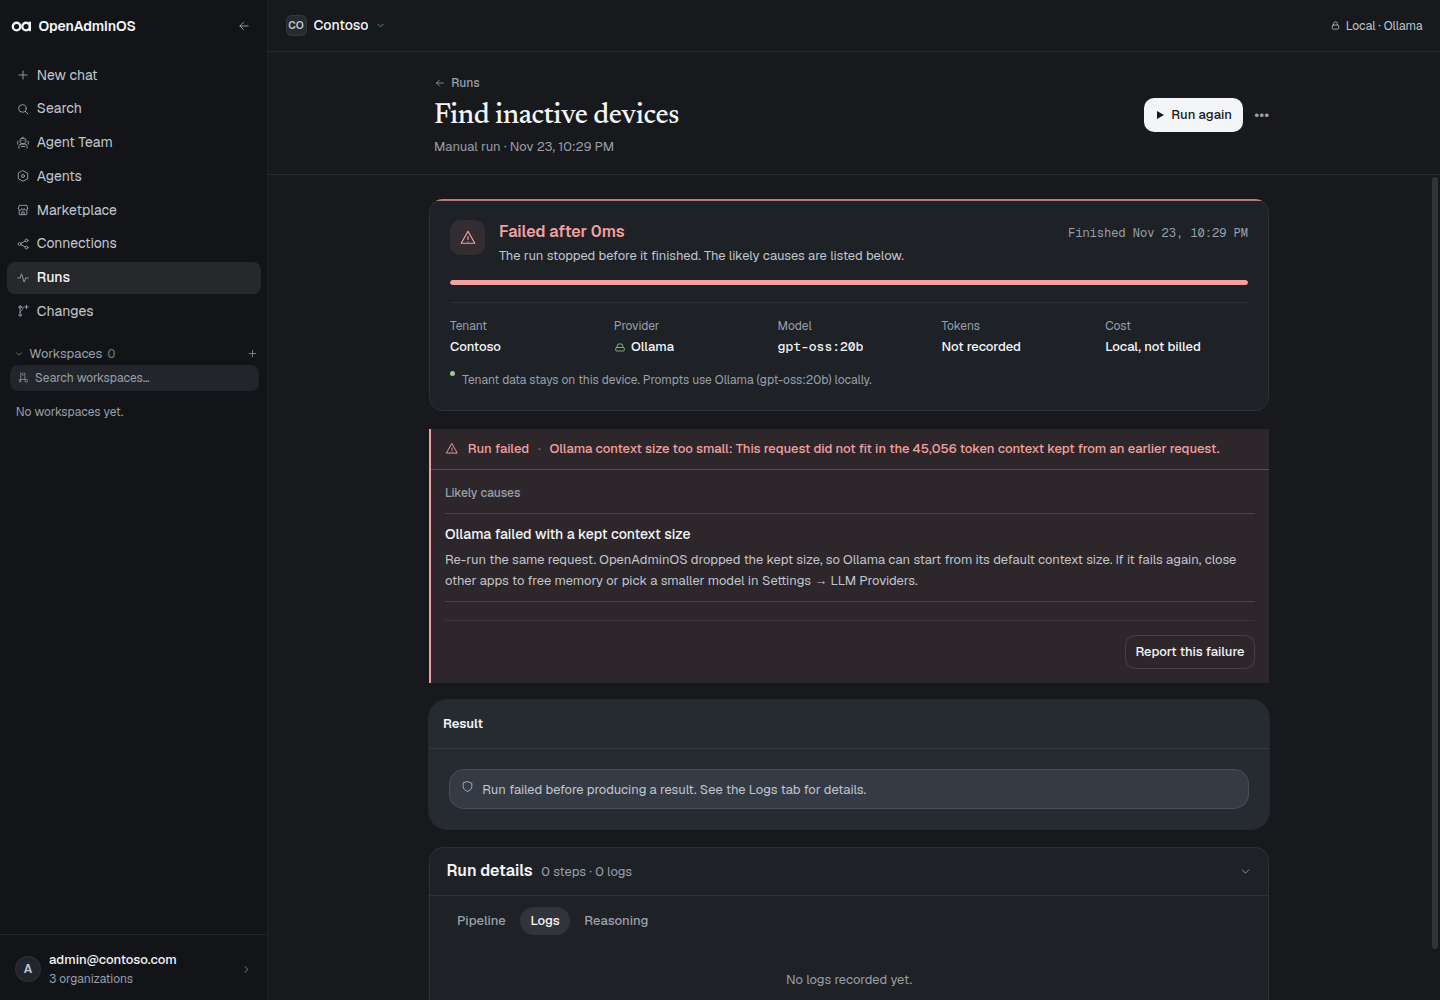 OpenAdminOS
New chat
Search
Agent Team
Agents
Marketplace
Connections
Runs
Changes
Workspaces 0
Search workspaces...
No workspaces yet.
A
admin@contoso.com
3 organizations
CO Contoso
Local · Ollama
Runs
Find inactive devices
Manual run · Nov 23, 10:29 PM
Run again
Failed after 0ms
Finished Nov 23, 10:29 PM
The run stopped before it finished. The likely causes are listed below.
Tenant Provider Model Tokens Cost
Contoso Ollama gpt-oss:20b Not recorded Local, not billed
Tenant data stays on this device. Prompts use Ollama (gpt-oss:20b) locally.
Run failed · Ollama context size too small: This request did not fit in the 45,056 token context kept from an earlier request.
Likely causes
Ollama failed with a kept context size
Re-run the same request. OpenAdminOS dropped the kept size, so Ollama can start from its default context size. If it fails again, close
other apps to free memory or pick a smaller model in Settings → LLM Providers.
Report this failure
Result
Run failed before producing a result. See the Logs tab for details.
Run details 0 steps · 0 logs
Pipeline Logs Reasoning
No logs recorded yet.